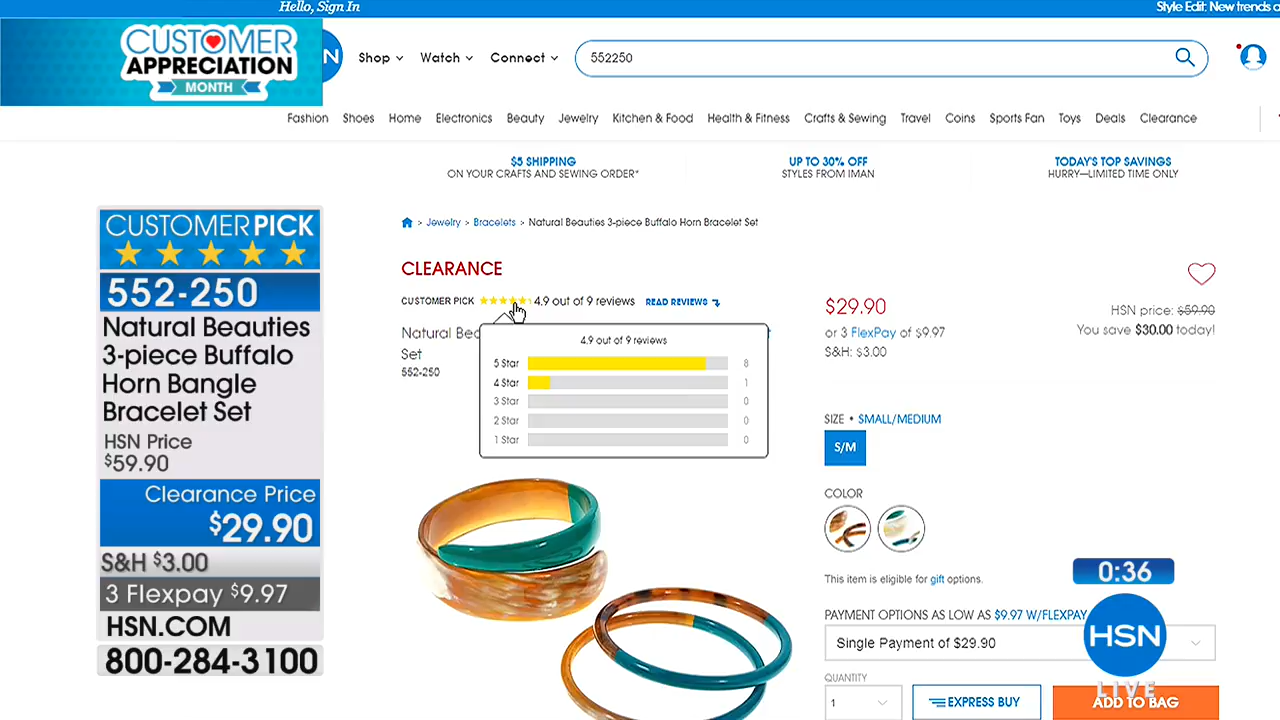 Hello, Sign In
Style Edit: New trends
CUSTOMER
APPRECIATION
MONTH
N
Shop
Watch
Connect
552250
Fashion
Shoes
Home
Electronics
Beauty
Jewelry
Kitchen & Food
Health & Fitness
Crafts & Sewing
Travel
Coins
Sports Fan
Toys
Deals
Clearance
$5 SHIPPING
ON YOUR CRAFTS AND SEWING ORDER*
UP TO 30% OFF
STYLES FROM IMAN
TODAY'S TOP SAVINGS
HURRY—LIMITED TIME ONLY
CUSTOMER PICK
552-250
Natural Beauties
3-piece Buffalo
Horn Bangle
Bracelet Set
HSN Price
$59.90
Clearance Price
$29.90
S&H $3.00
3 Flexpay $9.97
HSN.COM
800-284-3100
> Jewelry > Bracelets > Natural Beauties 3-piece Buffalo Horn Bracelet Set
CLEARANCE
CUSTOMER PICK 4.9 out of 9 reviews READ REVIEWS
Natural Bea
Set
552-250
4.9 out of 9 reviews
5 Star 8
4 Star 1
3 Star 0
2 Star 0
1 Star 0
$29.90
or 3 FlexPay of $9.97
S&H: $3.00
HSN price: $59.90
You save $30.00 today!
SIZE • SMALL/MEDIUM
S/M
COLOR
This item is eligible for gift options.
PAYMENT OPTIONS AS LOW AS $9.97 W/FLEXPAY
Single Payment of $29.90
QUANTITY
1
EXPRESS BUY
ADD TO BAG
0:36
HSN
LIVE